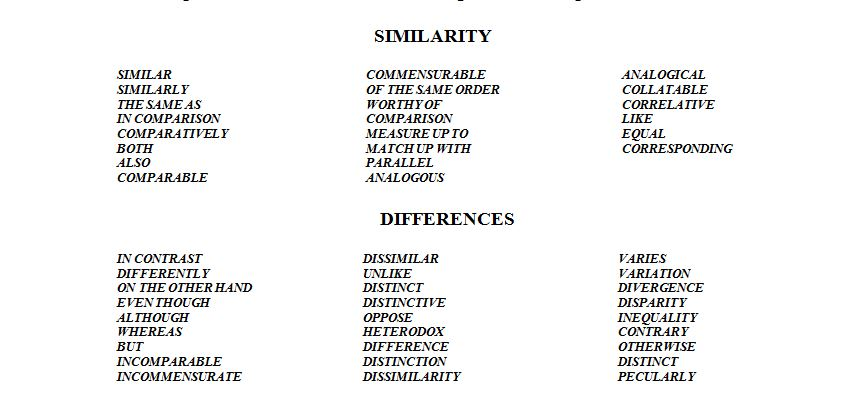 SIMILARITY
SIMILAR
SIMILARLY
THE SAME AS
IN COMPARISON
COMPARATIVELY
BOTH
ALSO
COMPARABLE
COMMENSURABLE
OF THE SAME ORDER
WORTHY OF
COMPARISON
MEASURE UP TO
MATCH UP WITH
PARALLEL
ANALOGOUS
ANALOGICAL
COLLATABLE
CORRELATIVE
LIKE
EQUAL
CORRESPONDING
DIFFERENCES
IN CONTRAST
DIFFERENTLY
ON THE OTHER HAND
EVEN THOUGH
ALTHOUGH
WHEREAS
BUT
INCOMPARABLE
INCOMMENSURATE
DISSIMILAR
UNLIKE
DISTINCT
DISTINCTIVE
OPPOSE
HETERODOX
DIFFERENCE
DISTINCTION
DISSIMILARITY
VARIES
VARIATION
DIVERGENCE
DISPARITY
INEQUALITY
CONTRARY
OTHERWISE
DISTINCT
PECULARLY